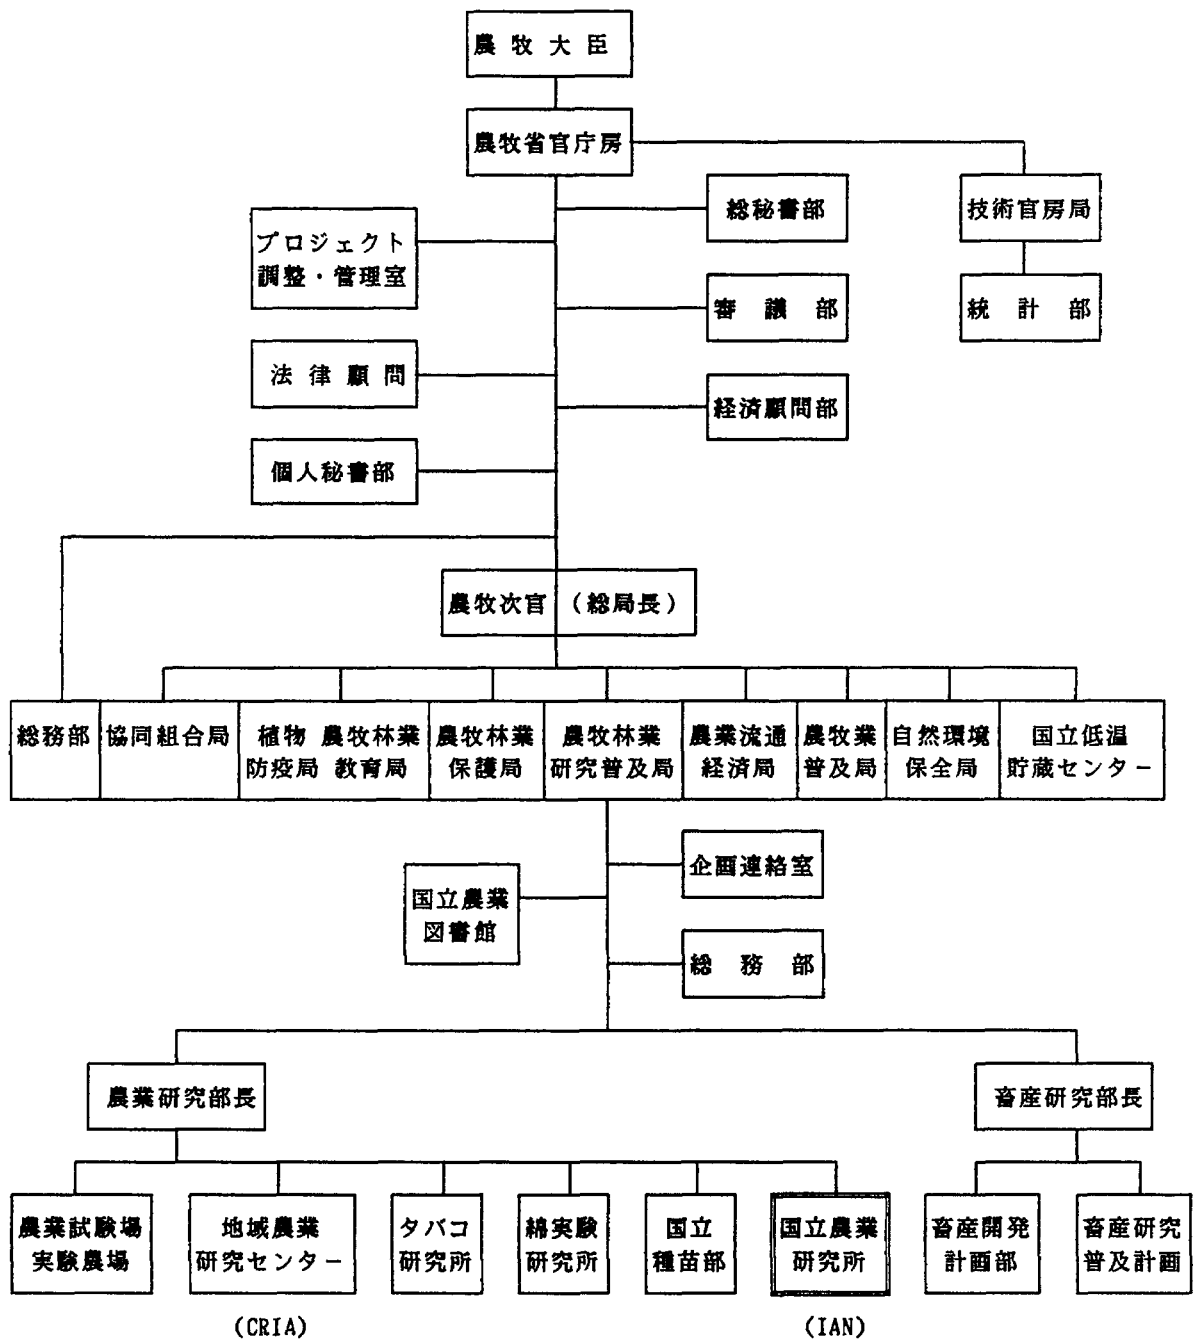 農牧大臣
農牧省官庁房
総秘書部
技術官房局
プロジェクト
調整・管理室
審議部
統計部
法律顧問
経済顧問部
個人秘書部
農牧次官（総局長）
総務部
協同組合局
植物
防疫局
農牧林業
教育局
農牧林業
保護局
農牧林業
研究普及局
農業流通
経済局
農牧業
普及局
自然環境
保全局
国立低温
貯蔵センター
企画連絡室
国立農業
図書館
総務部
農業研究部長
畜産研究部長
農業試験場
実験農場
地域農業
研究センター
タバコ
研究所
綿実験
研究所
国立
種苗部
国立農業
研究所
畜産開発
計画部
畜産研究
普及計画
(CRIA)
(IAN)